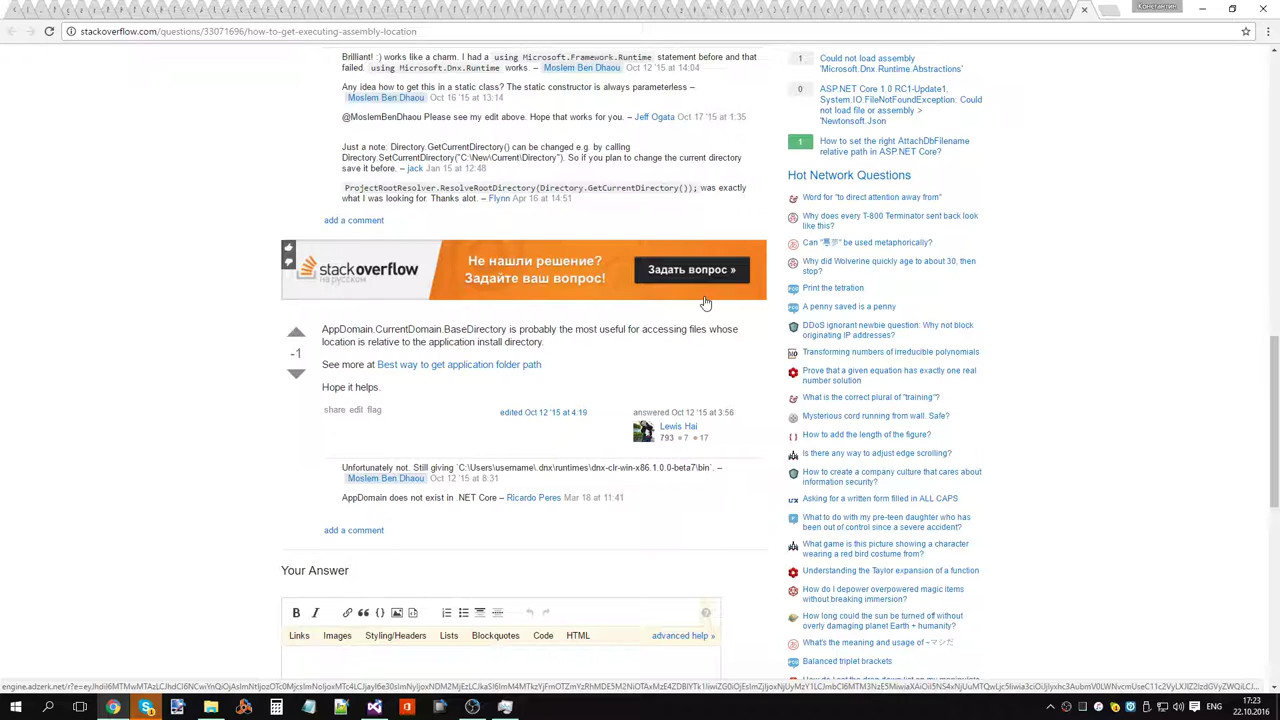 Константин
stackoverflow.com/questions/33071696/how-to-get-executing-assembly-location
Brilliant! works like a charm. I had a using Microsoft.Framework.Runtime statement before and that
failed. using Microsoft.Dnx.Runtime works. – Moslem Ben Dhaou Oct 12 '15 at 14:04
Any idea how to get this in a static class? The static constructor is always parameterless –
Moslem Ben Dhaou Oct 16 '15 at 13:14
@MoslemBenDhaou Please see my edit above. Hope that works for you. – Jeff Ogata Oct 17 '15 at 1:35
Just a note: Directory.GetCurrentDirectory() can be changed e.g. by calling
Directory.SetCurrentDirectory("C:\New\Current\Directory"). So if you plan to change the current directory
save it before. – jack Jan 15 at 12:48
ProjectRootResolver.ResolveRootDirectory(Directory.GetCurrentDirectory()); was exactly
what I was looking for. Thanks alot. – Flynn Apr 16 at 14:51
add a comment
stackoverflow
на русском
Не нашли решение?
Задайте ваш вопрос!
Задать вопрос »
AppDomain.CurrentDomain.BaseDirectory is probably the most useful for accessing files whose
location is relative to the application install directory.
-1
See more at Best way to get application folder path
Hope it helps.
share edit flag
edited Oct 12 '15 at 4:19
answered Oct 12 '15 at 3:56
Lewis Hai
793 7 17
Unfortunately not. Still giving `C:\Users\username\.dnx\runtimes\dnx-clr-win-x86.1.0.0-beta7\bin`. –
Moslem Ben Dhaou Oct 12 '15 at 8:31
AppDomain does not exist in .NET Core – Ricardo Peres Mar 18 at 11:41
add a comment
Your Answer
B I
Links Images Styling/Headers Lists Blockquotes Code HTML advanced help »
1 Could not load assembly
'Microsoft.Dnx.Runtime.Abstractions'
0 ASP.NET Core 1.0 RC1-Update1,
System.IO.FileNotFoundException: Could
not load file or assembly >
'Newtonsoft.Json
1 How to set the right AttachDbFilename
relative path in ASP.NET Core?
Hot Network Questions
Word for "to direct attention away from"
Why does every T-800 Terminator sent back look
like this?
Can "悪夢" be used metaphorically?
Why did Wolverine quickly age to about 30, then
stop?
Print the tetration
A penny saved is a penny
DDoS ignorant newbie question: Why not block
originating IP addresses?
Transforming numbers of irreducible polynomials
Prove that a given equation has exactly one real
number solution
What is the correct plural of "training"?
Mysterious cord running from wall. Safe?
How to add the length of the figure?
Is there any way to adjust edge scrolling?
How to create a company culture that cares about
information security?
Asking for a written form filled in ALL CAPS
What to do with my pre-teen daughter who has
been out of control since a severe accident?
What game is this picture showing a character
wearing a red bird costume from?
Understanding the Taylor expansion of a function
How do I depower overpowered magic items
without breaking immersion?
How long could the sun be turned off without
overly damaging planet Earth + humanity?
What's the meaning and usage of ~マシだ
Balanced triplet brackets
ENG
17:23
22.10.2016